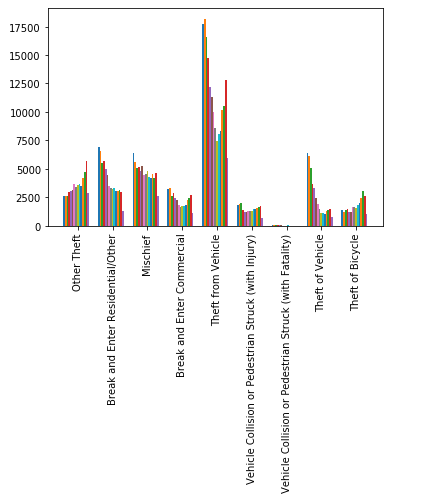 17500
15000
12500
10000
7500
5000
2500
0
Other Theft
Break and Enter Residential/Other
Mischief
Break and Enter Commercial
Theft from Vehicle
Vehicle Collision or Pedestrian Struck (with Injury)
Vehicle Collision or Pedestrian Struck (with Fatality)
Theft of Vehicle
Theft of Bicycle